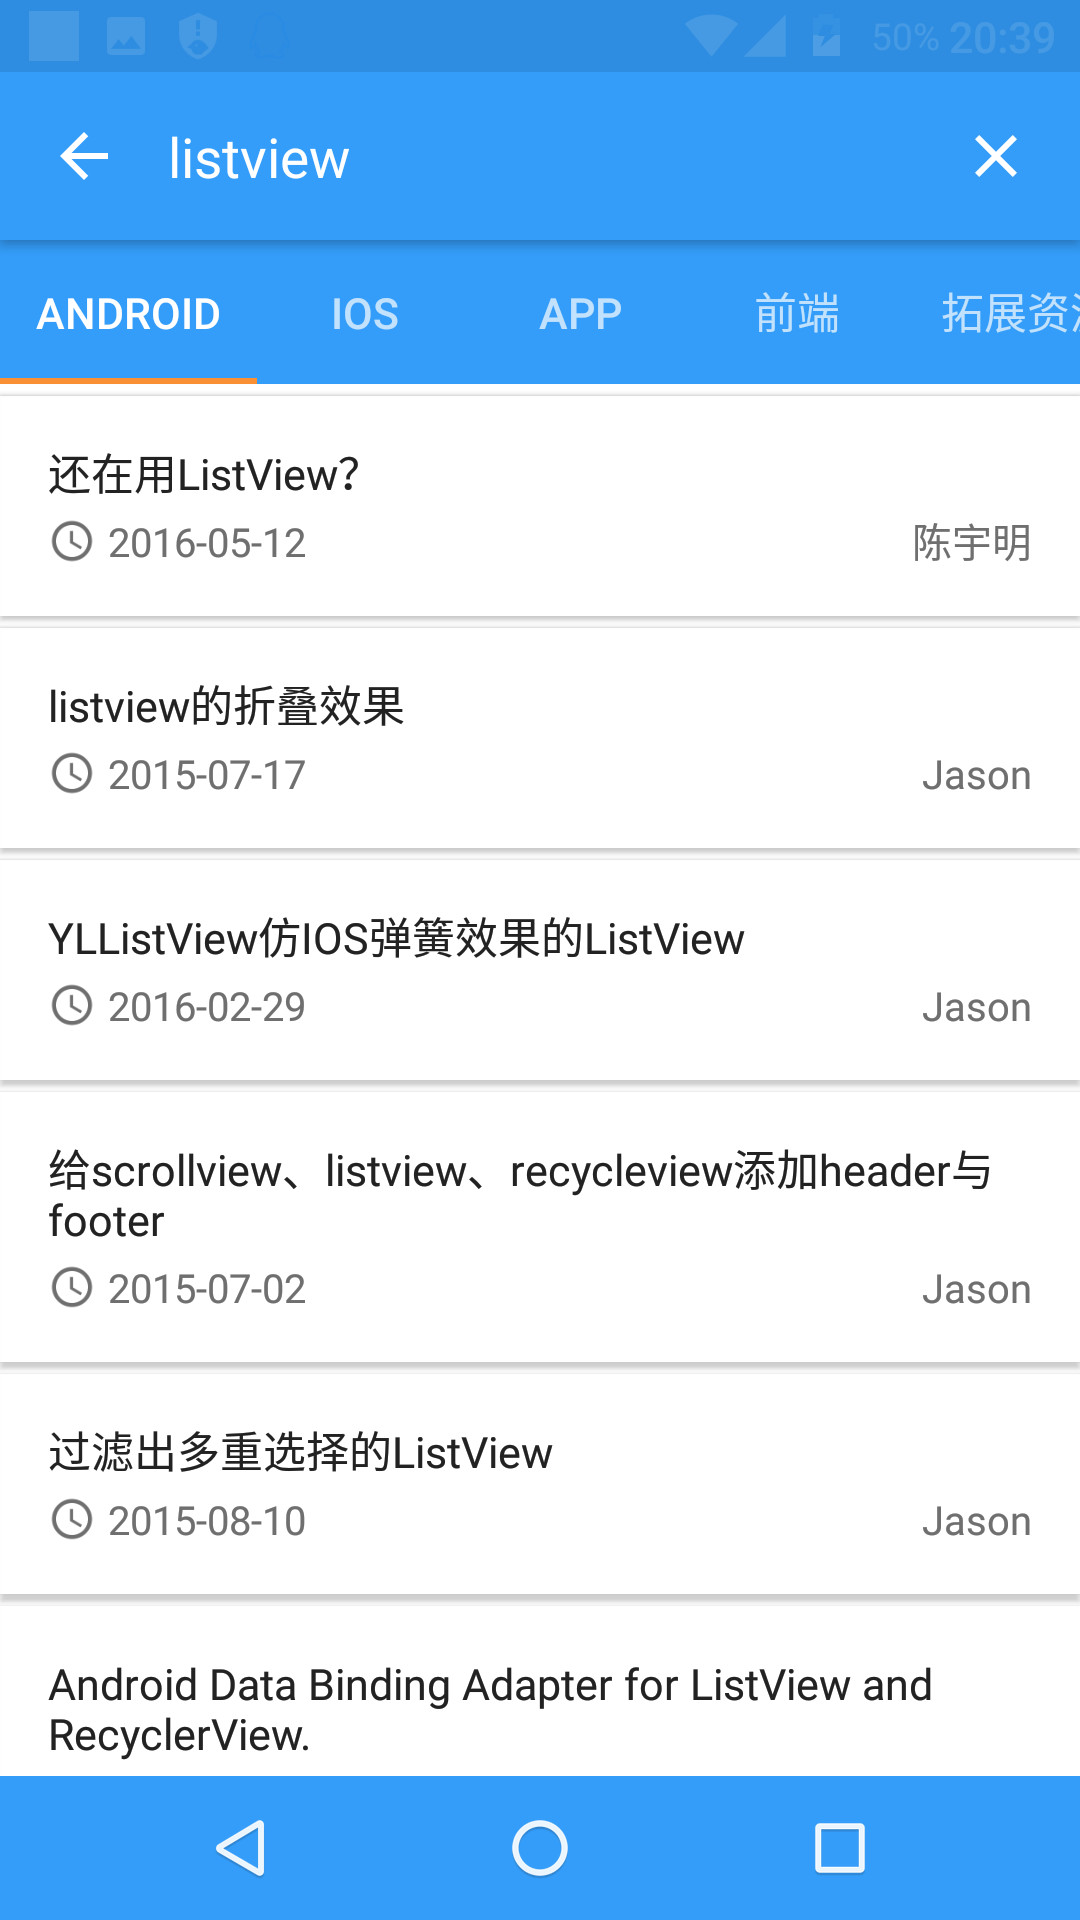 50% 20:39
listview
ANDROID IOS APP 前端 拓展资
还在用ListView?
2016-05-12 陈宇明
listview的折叠效果
2015-07-17 Jason
YLListView仿IOS弹簧效果的ListView
2016-02-29 Jason
给scrollview、listview、recycleview添加header与
footer
2015-07-02 Jason
过滤出多重选择的ListView
2015-08-10 Jason
Android Data Binding Adapter for ListView and
RecyclerView.